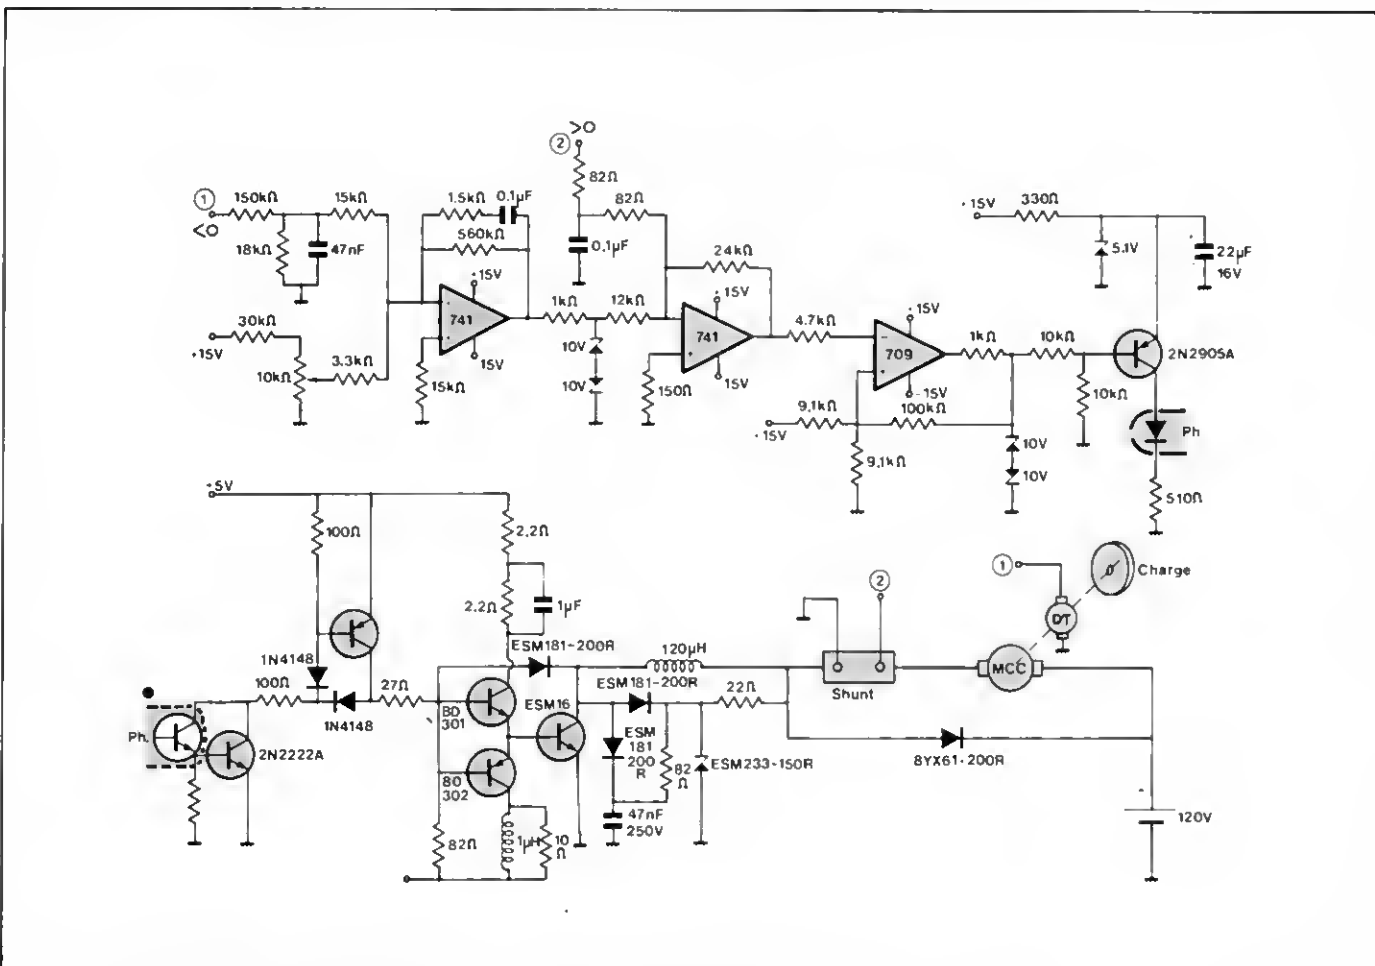 >0
2
82Ω
1
150kΩ
15kΩ
1.5kΩ
0.1µF
82Ω
+15V
330Ω
<0
18kΩ
47nF
560kΩ
0,1µF
24kΩ
5.1V
22µF
16V
+15V
1kΩ
12kΩ
+15V
30kΩ
741
741
4.7kΩ
+15V
1kΩ
10kΩ
2N2905A
+15V
3.3kΩ
10V
709
10kΩ
15V
15V
10V
15kΩ
150Ω
-15V
100kΩ
10kΩ
9,1kΩ
Ph
+15V
10V
9,1kΩ
10V
510Ω
+5V
100Ω
2,2Ω
1
Charge
2
2.2Ω
1µF
DT
ESM181-200R
120µH
1N4148
MCC
100Ω
ESM181-200R
Shunt
27Ω
22Ω
1N4148
BD
301
ESM16
Ph.
2N2222A
ESM
181
200
R
82
Ω
ESM233-150R
BYX61-200R
BD
302
47nF
250V
120V
82Ω
1µH
10
Ω